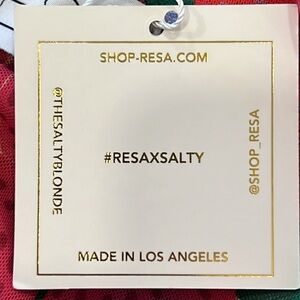 SHOP-RESA.COM
@THESALTYBLONDE
#RESAXSALTY
@SHOP_RESA
MADE IN LOS ANGELES